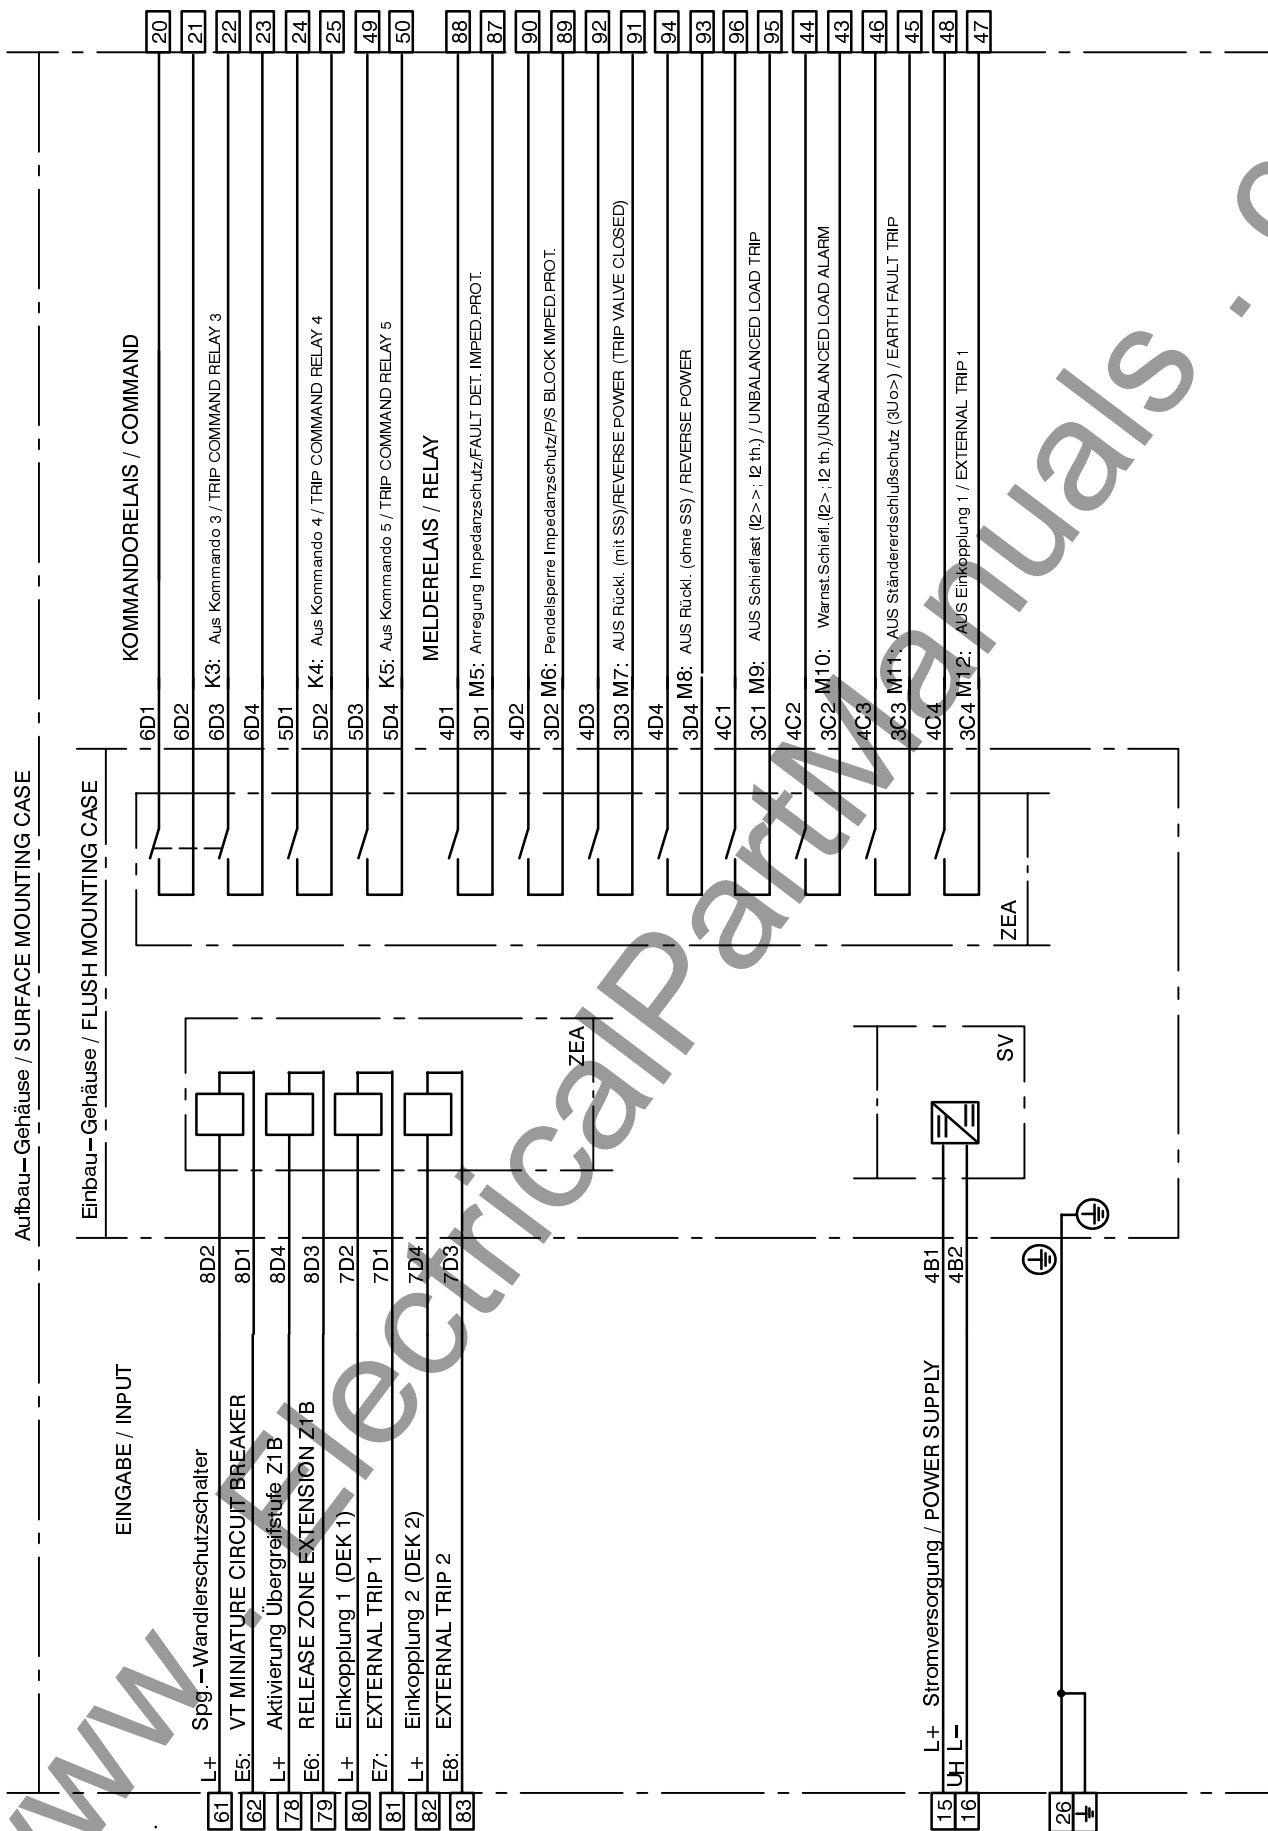 Aufbau–Gehäuse / SURFACE MOUNTING CASE
Einbau–Gehäuse / FLUSH MOUNTING CASE
EINGABE / INPUT
61 L+ Spg.–Wandlerschutzschalter 8D2
62 E5: VT MINIATURE CIRCUIT BREAKER 8D1
78 L+ Aktivierung Übergreifstufe Z1B 8D4
79 E6: RELEASE ZONE EXTENSION Z1B 8D3
80 L+ Einkopplung 1 (DEK 1) 7D2
81 E7: EXTERNAL TRIP 1 7D1
82 L+ Einkopplung 2 (DEK 2) 7D4
83 E8: EXTERNAL TRIP 2 7D3
ZEA
15 L+ Stromversorgung / POWER SUPPLY 4B1
UH
16 L– 4B2
SV
26
KOMMANDORELAIS / COMMAND
6D1 20
6D2 21
6D3 K3: Aus Kommando 3 / TRIP COMMAND RELAY 3 22
6D4 23
5D1 24
5D2 K4: Aus Kommando 4 / TRIP COMMAND RELAY 4 25
5D3 49
5D4 K5: Aus Kommando 5 / TRIP COMMAND RELAY 5 50
MELDERELAIS / RELAY
4D1 88
3D1 M5: Anregung Impedanzschutz/FAULT DET. IMPED.PROT. 87
4D2 90
3D2 M6: Pendelsperre Impedanzschutz/P/S BLOCK IMPED.PROT. 89
4D3 92
3D3 M7: AUS Rückl. (mit SS)/REVERSE POWER (TRIP VALVE CLOSED) 91
4D4 94
3D4 M8: AUS Rückl. (ohne SS) / REVERSE POWER 93
4C1 96
3C1 M9: AUS Schieflast (I2>>; I2 th.) / UNBALANCED LOAD TRIP 95
4C2 44
3C2 M10: Warnst.Schiefl.(I2>; I2 th.)/UNBALANCED LOAD ALARM 43
4C3 46
3C3 M11: AUS Ständererdschlußschutz (3Uo>) / EARTH FAULT TRIP 45
4C4 48
3C4 M12: AUS Einkopplung 1 / EXTERNAL TRIP 1 47
ZEA
www.ElectricalPartManuals.c